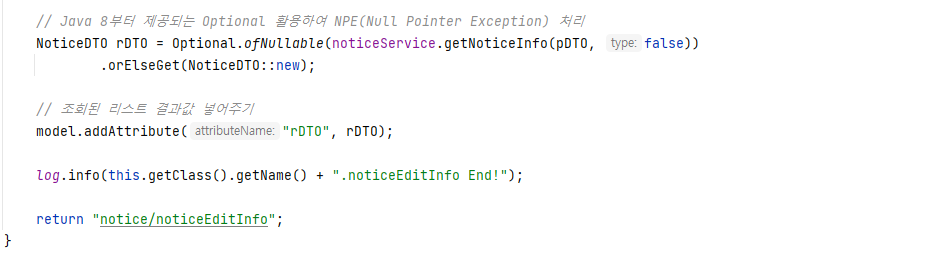 // Java 8부터 제공되는 Optional 활용하여 NPE(Null Pointer Exception) 처리
NoticeDTO rDTO = Optional.ofNullable(noticeService.getNoticeInfo(pDTO, type: false))
.orElseGet(NoticeDTO::new);
// 조회된 리스트 결과값 넣어주기
model.addAttribute( attributeName: "rDTO", rDTO);
log.info(this.getClass().getName() + ".noticeEditInfo End!");
return "notice/noticeEditInfo";
}